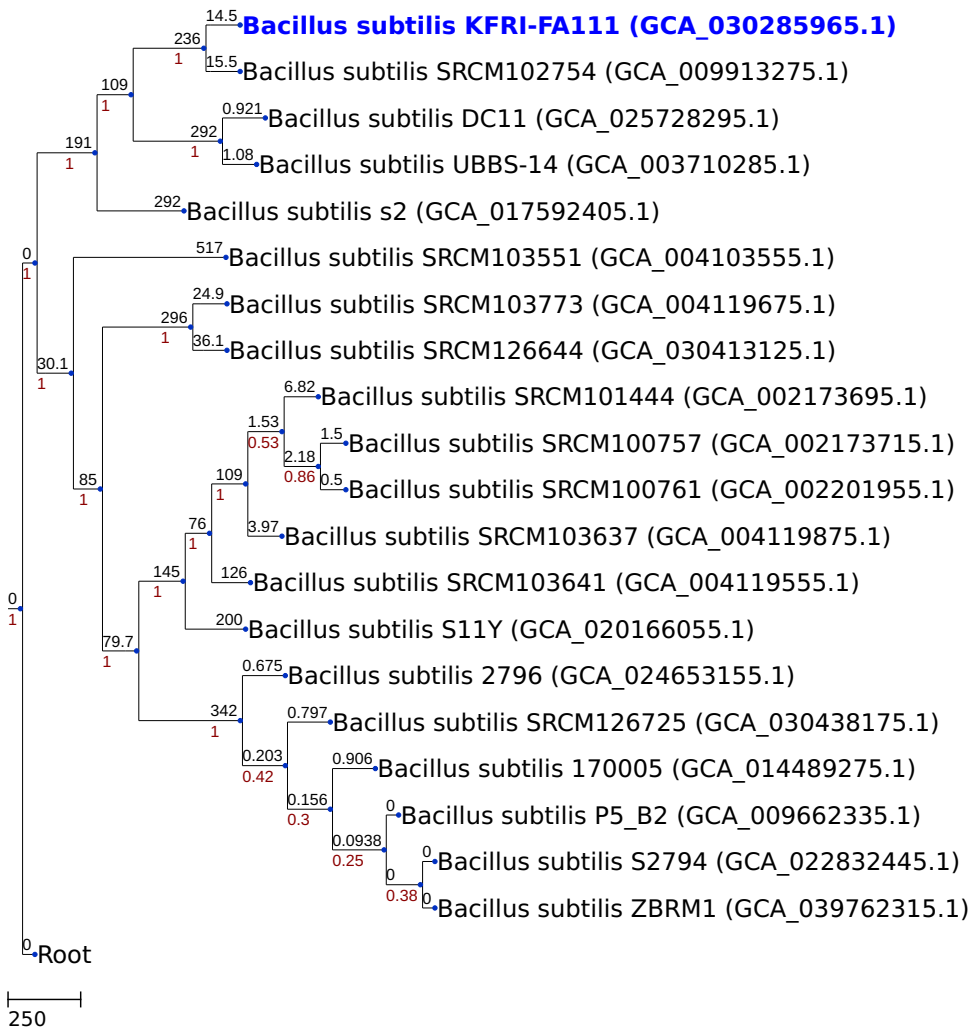 14.5
Bacillus subtilis KFRI-FA111 (GCA_030285965.1)
236
1
15.5
Bacillus subtilis SRCM102754 (GCA_009913275.1)
109
1
0.921
Bacillus subtilis DC11 (GCA_025728295.1)
292
1
1.08
Bacillus subtilis UBBS-14 (GCA_003710285.1)
191
1
292
Bacillus subtilis s2 (GCA_017592405.1)
0
1
517
Bacillus subtilis SRCM103551 (GCA_004103555.1)
24.9
Bacillus subtilis SRCM103773 (GCA_004119675.1)
296
1
36.1
Bacillus subtilis SRCM126644 (GCA_030413125.1)
30.1
1
6.82
Bacillus subtilis SRCM101444 (GCA_002173695.1)
1.53
0.53
1.5
Bacillus subtilis SRCM100757 (GCA_002173715.1)
2.18
0.86
0.5
Bacillus subtilis SRCM100761 (GCA_002201955.1)
109
1
85
1
3.97
Bacillus subtilis SRCM103637 (GCA_004119875.1)
76
1
126
Bacillus subtilis SRCM103641 (GCA_004119555.1)
145
1
0
1
200
Bacillus subtilis S11Y (GCA_020166055.1)
79.7
1
0.675
Bacillus subtilis 2796 (GCA_024653155.1)
342
1
0.797
Bacillus subtilis SRCM126725 (GCA_030438175.1)
0.203
0.42
0.906
Bacillus subtilis 170005 (GCA_014489275.1)
0.156
0.3
0
Bacillus subtilis P5_B2 (GCA_009662335.1)
0.0938
0.25
0
Bacillus subtilis S2794 (GCA_022832445.1)
0
0.38
0
Bacillus subtilis ZBRM1 (GCA_039762315.1)
0
Root
250